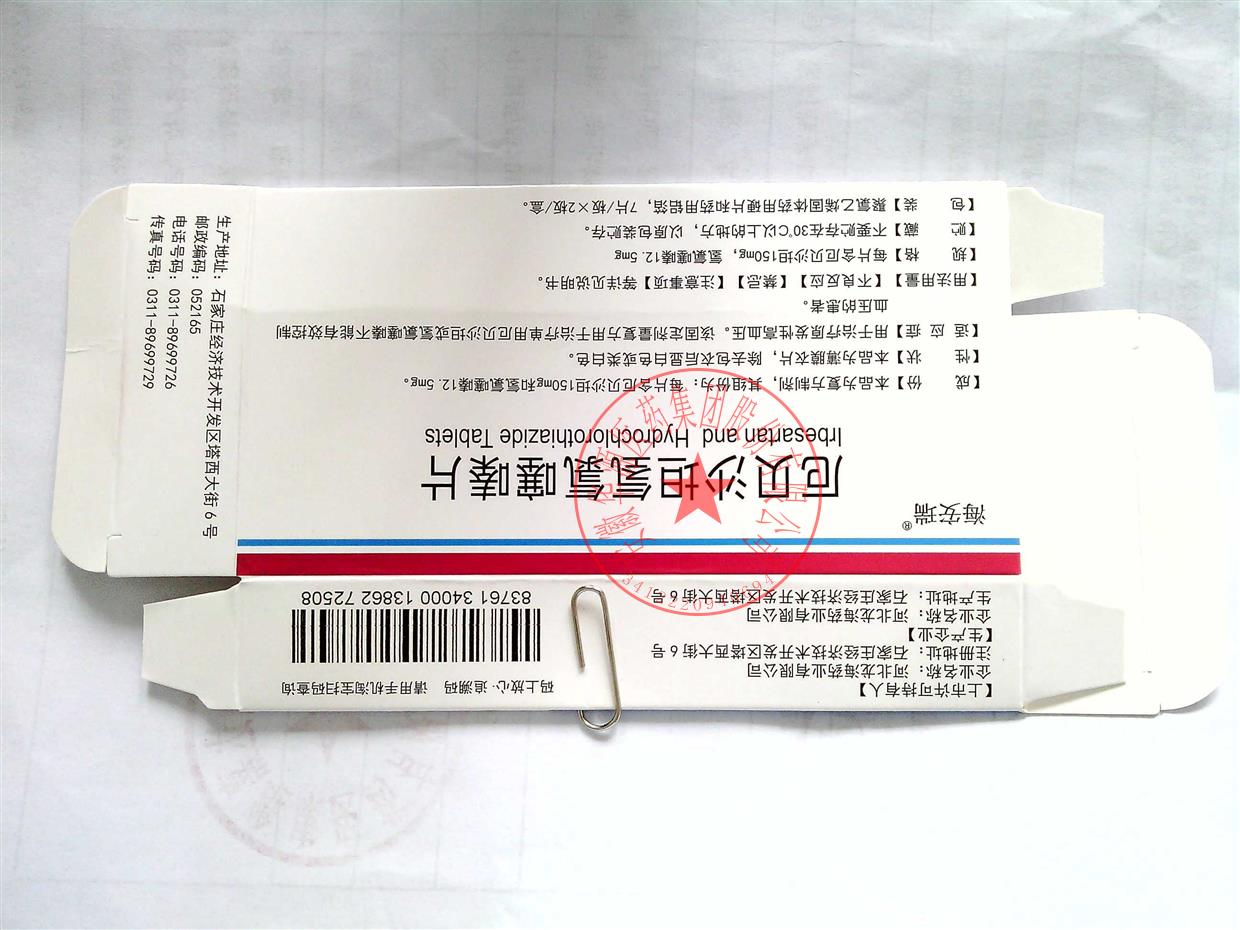 海安瑞®
厄贝沙坦氢氯噻嗪片
Irbesartan and Hydrochlorothiazide Tablets
【成 份】本品为复方制剂，其组份为：每片含厄贝沙坦150mg和氢氯噻嗪12.5mg。
【性 状】本品为薄膜衣片，除去包衣后显白色或类白色。
【适 应 症】用于治疗原发性高血压。该固定剂量复方用于治疗单用厄贝沙坦或氢氯噻嗪不能有效控制
血压的患者。
【用法用量】【不良反应】【禁忌】【注意事项】等详见说明书。
【规 格】每片含厄贝沙坦150mg，氢氯噻嗪12.5mg
【贮 藏】不要贮存在30℃以上的地方，以原包装贮存。
【包 装】聚氯乙烯固体药用硬片和药用铝箔，7片/板×2板/盒。
生产地址：石家庄经济技术开发区塔西大街6号
邮政编码：052165
电话号码：0311-89699726
传真号码：0311-89699729
【上市许可持有人】
企业名称：河北龙海药业有限公司
注册地址：石家庄经济技术开发区塔西大街6号
【生产企业】
企业名称：河北龙海药业有限公司
生产地址：石家庄经济技术开发区塔西大街6号
码上放心·追溯码 请用手机淘宝扫码查询
83761 34000 13862 72508
医药集团股份有限公司